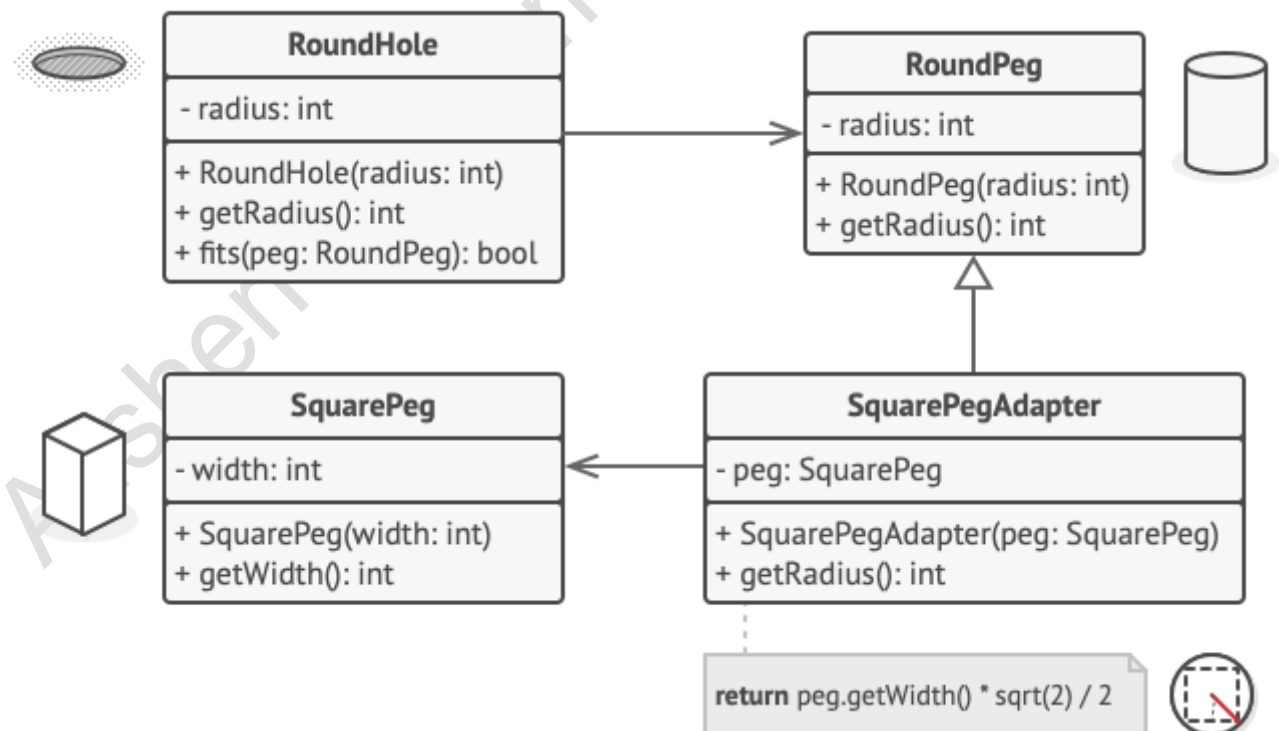 RoundHole
- radius: int
+ RoundHole(radius: int)
+ getRadius(): int
+ fits(peg: RoundPeg): bool
RoundPeg
- radius: int
+ RoundPeg(radius: int)
+ getRadius(): int
SquarePeg
- width: int
+ SquarePeg(width: int)
+ getWidth(): int
SquarePegAdapter
- peg: SquarePeg
+ SquarePegAdapter(peg: SquarePeg)
+ getRadius(): int
return peg.getWidth() * sqrt(2) / 2